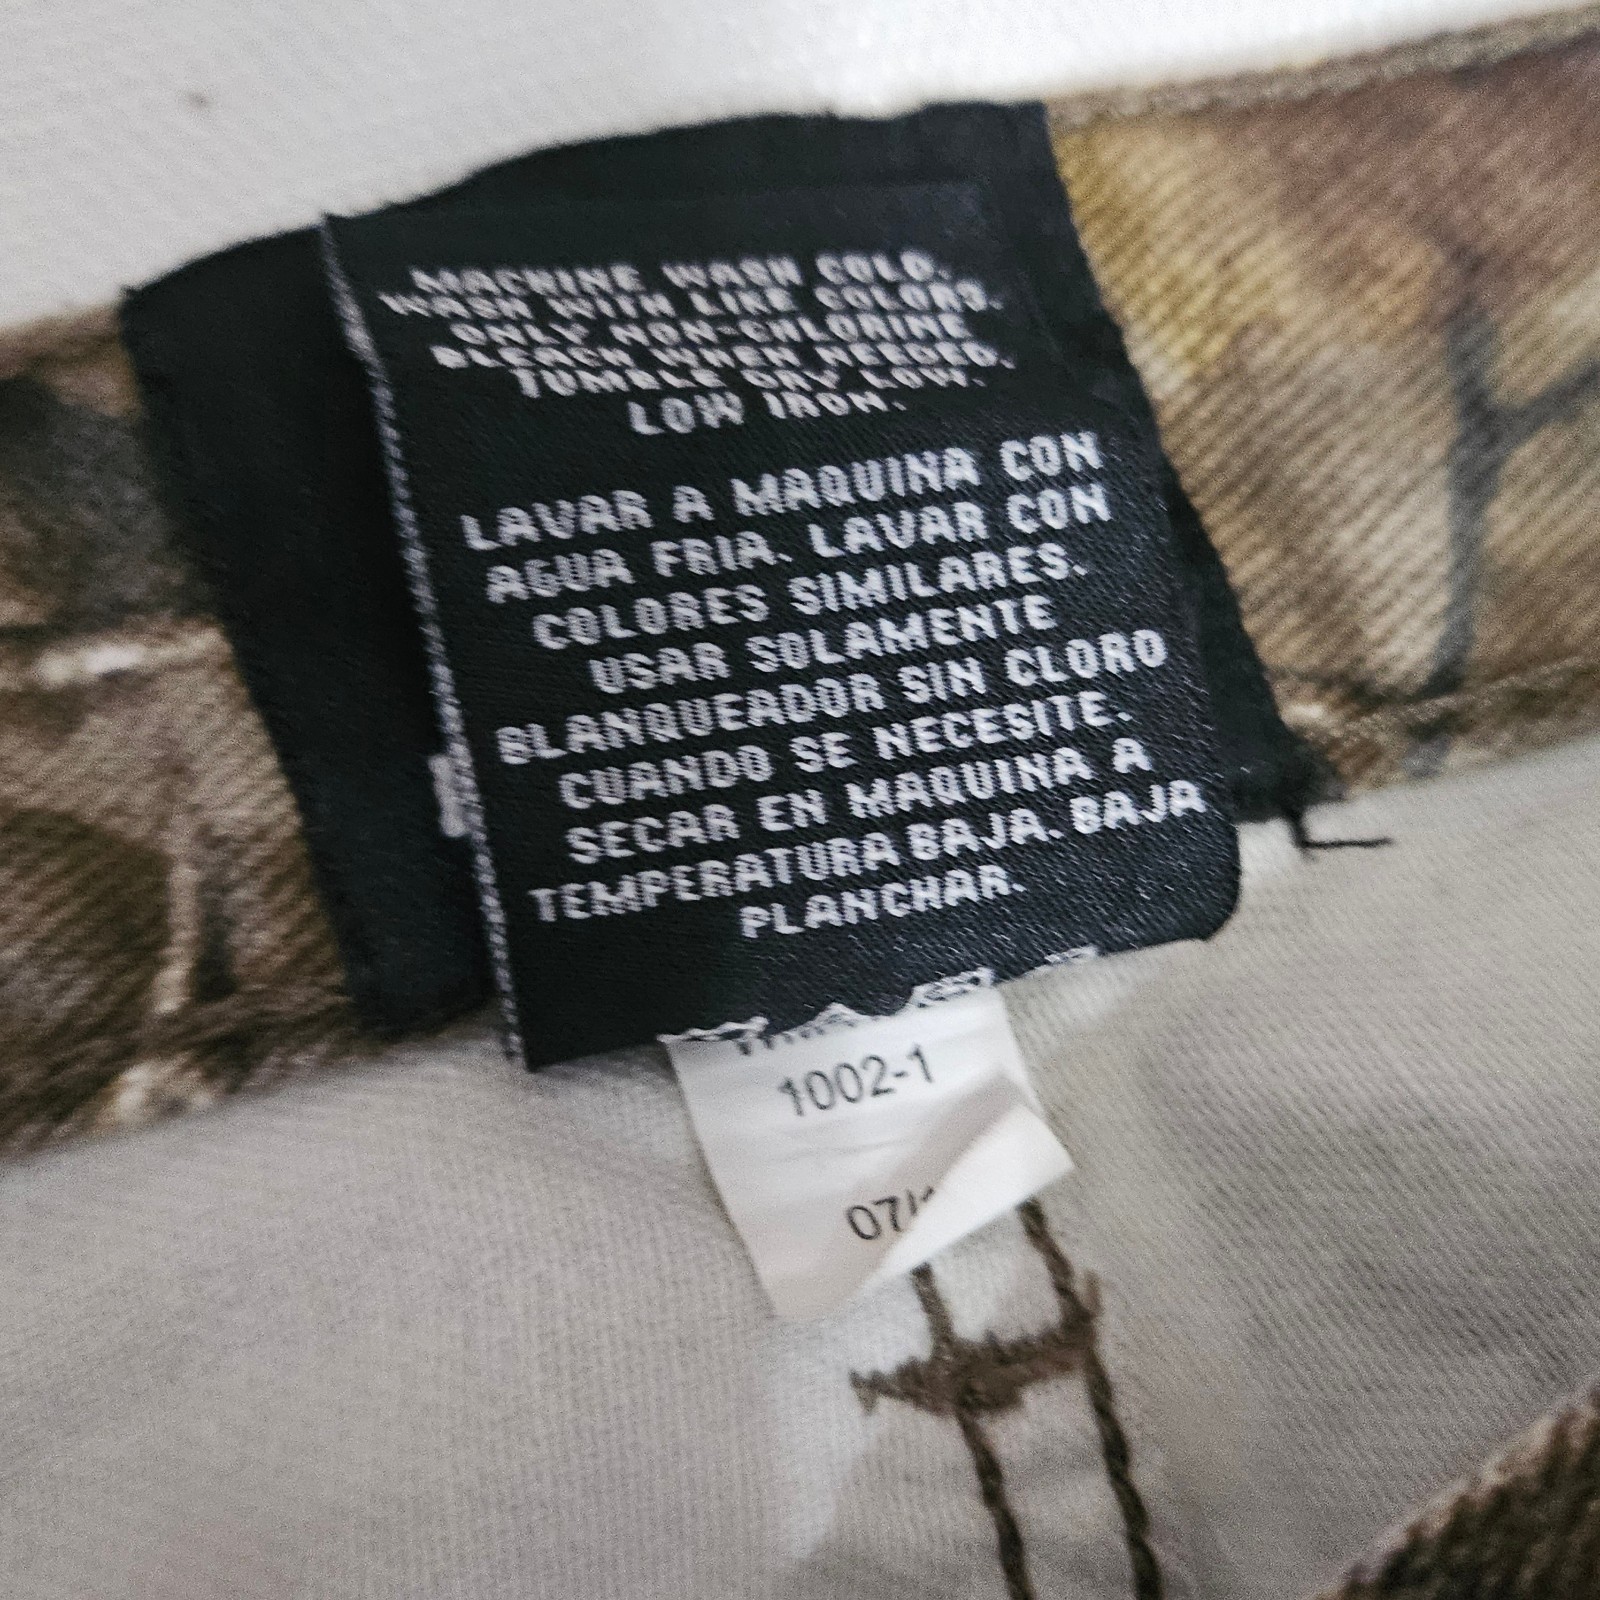 MACHINE WASH COLD.
WASH WITH LIKE COLORS.
ONLY NON-CHLORINE
BLEACH WHEN NEEDED.
TUMBLE DRY LOW.
LOW IRON.
LAVAR A MAQUINA CON
AGUA FRIA. LAVAR CON
COLORES SIMILARES.
USAR SOLAMENTE
BLANQUEADOR SIN CLORO
CUANDO SE NECESITE.
SECAR EN MAQUINA A
TEMPERATURA BAJA. BAJA
PLANCHAR.
1002-1
07/